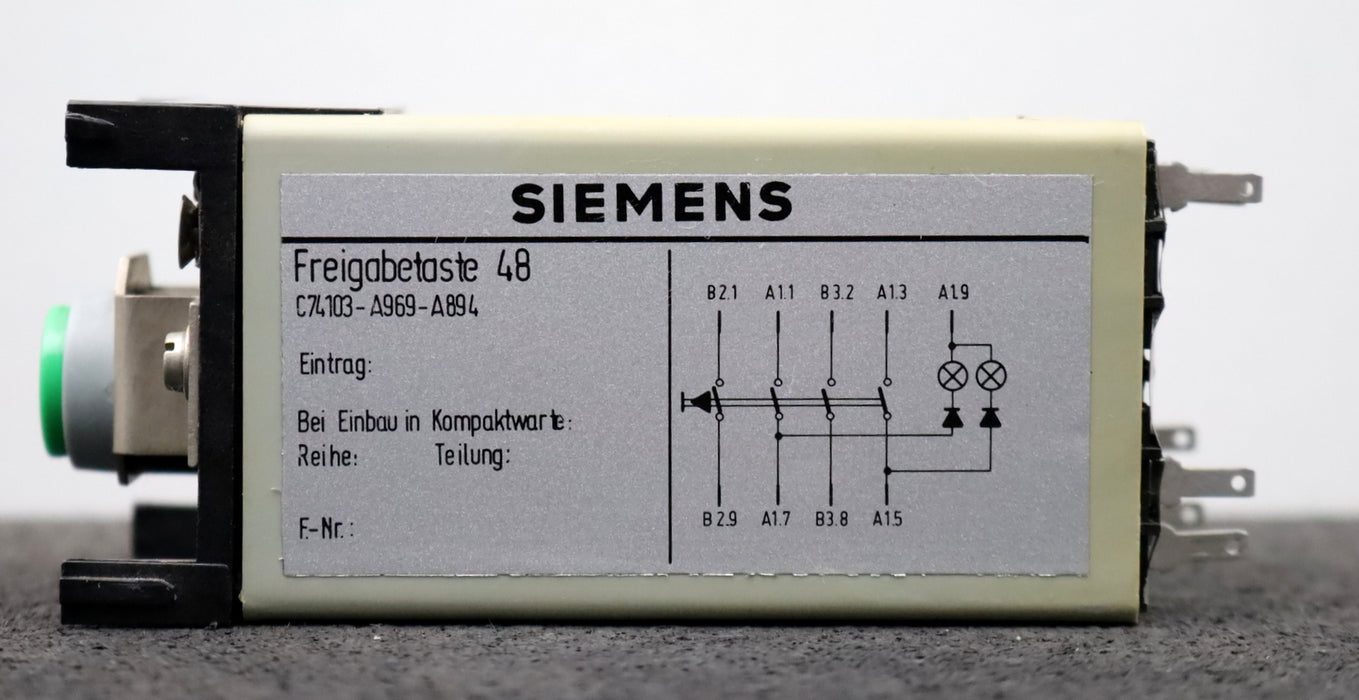 SIEMENS
Freigabetaste 48
C74103-A969-A894
Eintrag:
Bei Einbau in Kompaktwarte:
Reihe: Teilung:
F.-Nr.:
B2.1 A1.1 B3.2 A1.3 A1.9
B2.9 A1.7 B3.8 A1.5